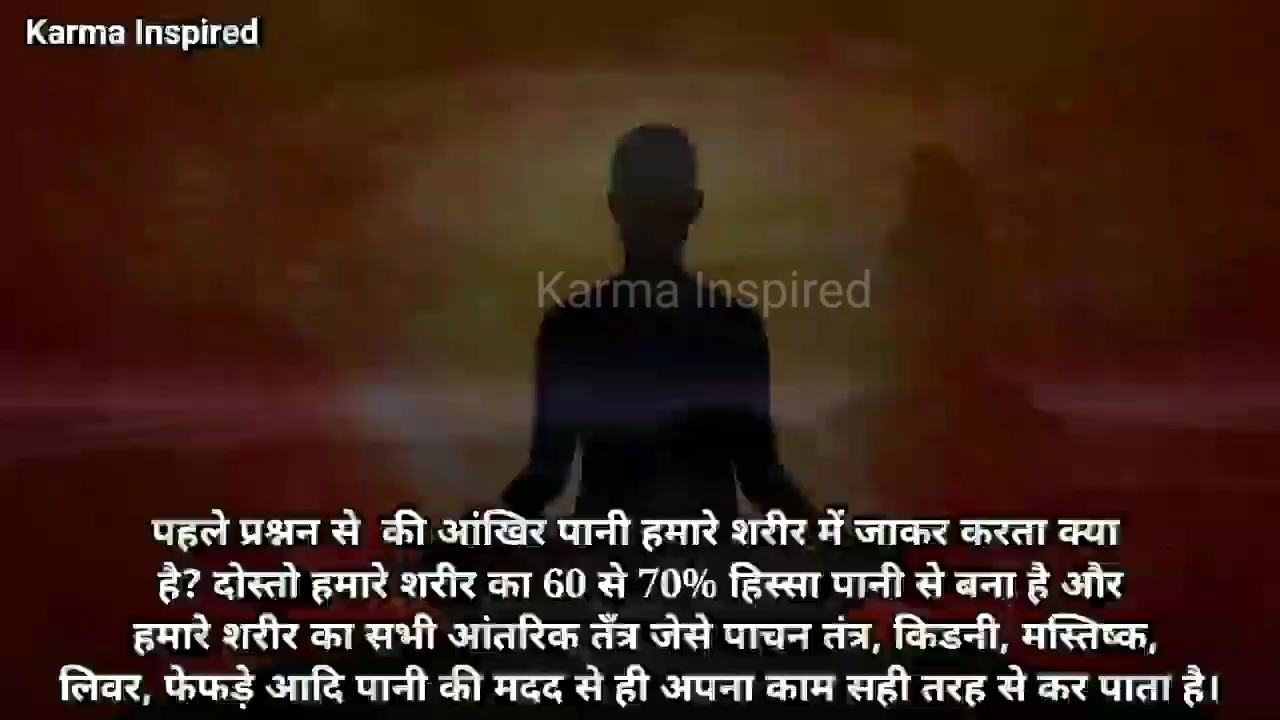 Karma Inspired
Karma Inspired
पहले प्रश्नन से की आंखिर पानी हमारे शरीर में जाकर करता क्या
है? दोस्तो हमारे शरीर का 60 से 70% हिस्सा पानी से बना है और
हमारे शरीर का सभी आंतरिक तँत्र जेसे पाचन तंत्र, किडनी, मस्तिष्क,
लिवर, फेफड़े आदि पानी की मदद से ही अपना काम सही तरह से कर पाता है।